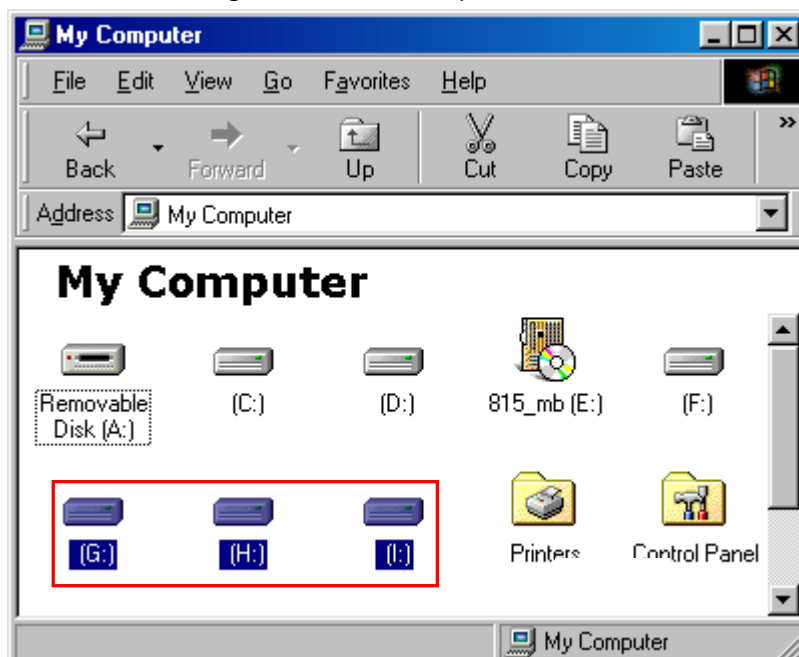 My Computer
File Edit View Go Favorites Help
Back Forward Up Cut Copy Paste »
Address My Computer
My Computer
Removable Disk (A:)
(C:)
(D:)
815_mb (E:)
(F:)
(G:)
(H:)
(I:)
Printers
Control Panel
My Computer